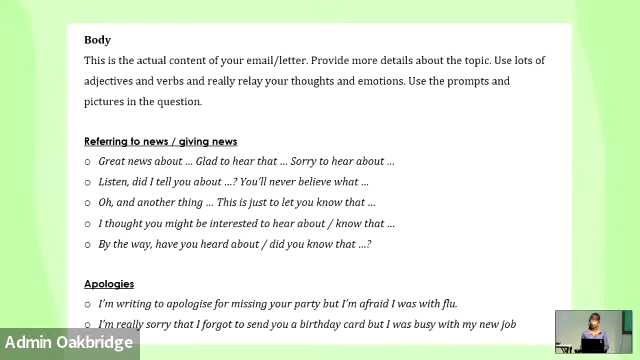 Body
This is the actual content of your email/letter. Provide more details about the topic. Use lots of
adjectives and verbs and really relay your thoughts and emotions. Use the prompts and
pictures in the question.
Referring to news / giving news
o Great news about … Glad to hear that … Sorry to hear about …
o Listen, did I tell you about …? You'll never believe what …
o Oh, and another thing … This is just to let you know that …
o I thought you might be interested to hear about / know that …
o By the way, have you heard about / did you know that …?
Apologies
o I'm writing to apologise for missing your party but I'm afraid I was with flu.
o I'm really sorry that I forgot to send you a birthday card but I was busy with my new job
Admin Oakbridge